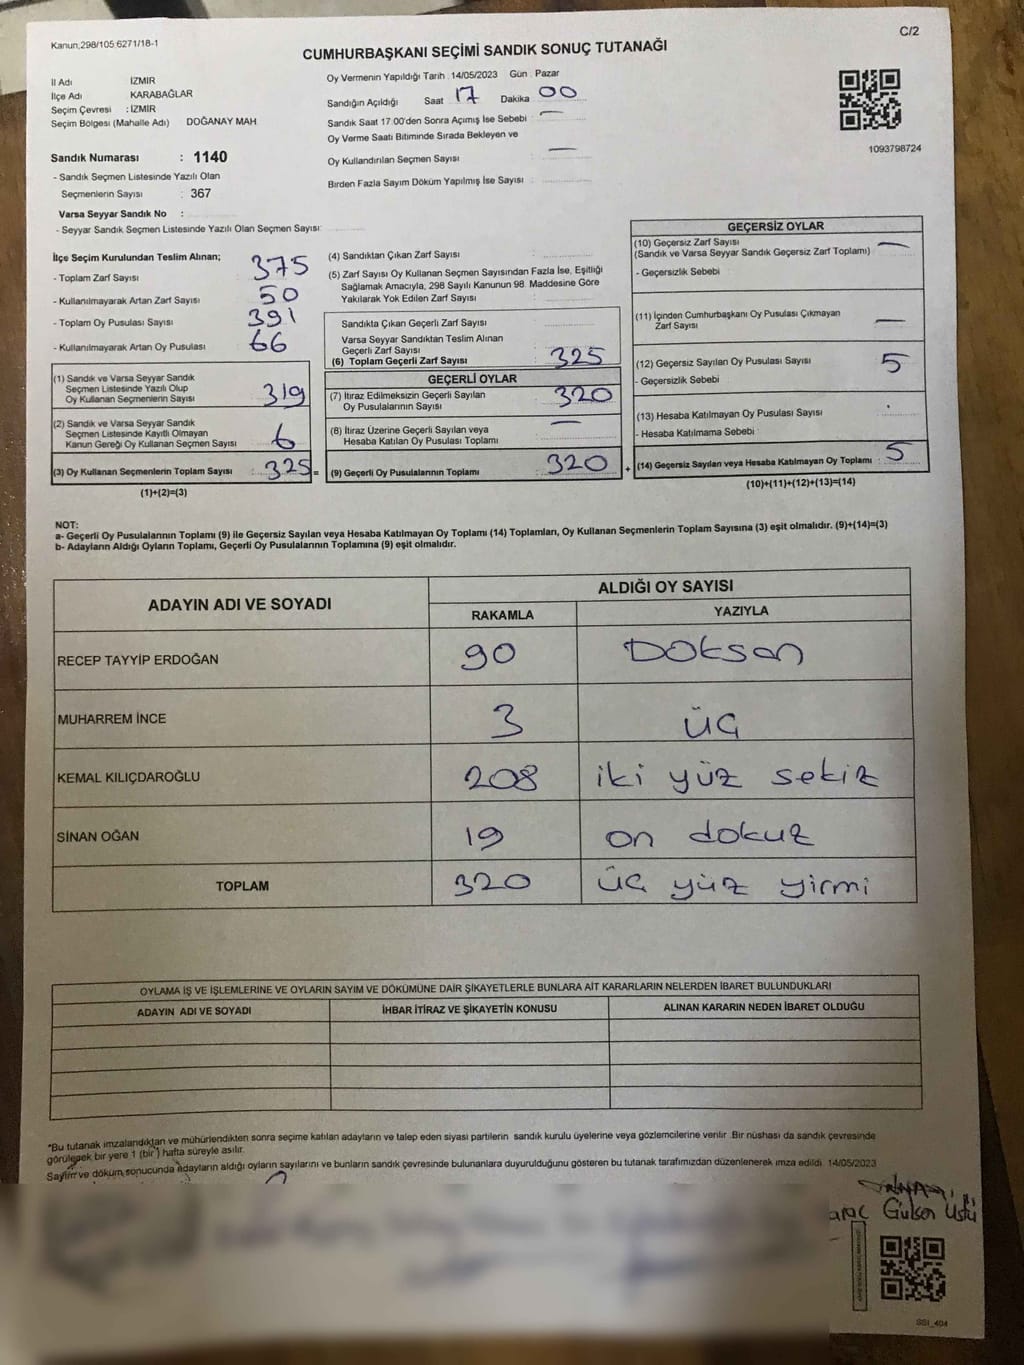 Kanun;298/105;6271/18-1
C/2
CUMHURBAŞKANI SEÇİMİ SANDIK SONUÇ TUTANAĞI
İl Adı İZMİR
İlçe Adı KARABAĞLAR
Seçim Çevresi : İZMİR
Seçim Bölgesi (Mahalle Adı) DOĞANAY MAH
Oy Vermenin Yapıldığı Tarih : 14/05/2023 Gün : Pazar
Sandığın Açıldığı Saat 17 Dakika 00
Sandık Saat 17:00'den Sonra Açımış İse Sebebi : —
Oy Verme Saati Bitiminde Sırada Bekleyen ve
Oy Kullandırılan Seçmen Sayısı : —
Birden Fazla Sayım Döküm Yapılmış İse Sayısı :
1093798724
Sandık Numarası : 1140
- Sandık Seçmen Listesinde Yazılı Olan
Seçmenlerin Sayısı : 367
Varsa Seyyar Sandık No :
- Seyyar Sandık Seçmen Listesinde Yazılı Olan Seçmen Sayısı:
İlçe Seçim Kurulundan Teslim Alınan;
- Toplam Zarf Sayısı 375
- Kullanılmayarak Artan Zarf Sayısı 50
- Toplam Oy Pusulası Sayısı 391
- Kullanılmayarak Artan Oy Pusulası 66
(1) Sandık ve Varsa Seyyar Sandık
Seçmen Listesinde Yazılı Olup
Oy Kullanan Seçmenlerin Sayısı 319
(2) Sandık ve Varsa Seyyar Sandık
Seçmen Listesinde Kayıtlı Olmayan
Kanun Gereği Oy Kullanan Seçmen Sayısı 6
(3) Oy Kullanan Seçmenlerin Toplam Sayısı 325 =
(1)+(2)=(3)
(4) Sandıktan Çıkan Zarf Sayısı :
(5) Zarf Sayısı Oy Kullanan Seçmen Sayısından Fazla İse, Eşitliği
Sağlamak Amacıyla, 298 Sayılı Kanunun 98. Maddesine Göre
Yakılarak Yok Edilen Zarf Sayısı :
Sandıkta Çıkan Geçerli Zarf Sayısı :
Varsa Seyyar Sandıktan Teslim Alınan
Geçerli Zarf Sayısı :
(6) Toplam Geçerli Zarf Sayısı : 325
GEÇERLİ OYLAR
(7) İtiraz Edilmeksizin Geçerli Sayılan
Oy Pusulalarının Sayısı : 320
(8) İtiraz Üzerine Geçerli Sayılan veya
Hesaba Katılan Oy Pusulası Toplamı : —
(9) Geçerli Oy Pusulalarının Toplamı : 320 +
GEÇERSİZ OYLAR
(10) Geçersiz Zarf Sayısı : —
(Sandık ve Varsa Seyyar Sandık Geçersiz Zarf Toplamı)
- Geçersizlik Sebebi :
(11) İçinden Cumhurbaşkanı Oy Pusulası Çıkmayan
Zarf Sayısı : —
(12) Geçersiz Sayılan Oy Pusulası Sayısı : 5
- Geçersizlik Sebebi :
(13) Hesaba Katılmayan Oy Pusulası Sayısı :
- Hesaba Katılmama Sebebi :
(14) Geçersiz Sayılan veya Hesaba Katılmayan Oy Toplamı : 5
(10)+(11)+(12)+(13)=(14)
NOT:
a- Geçerli Oy Pusulalarının Toplamı (9) ile Geçersiz Sayılan veya Hesaba Katılmayan Oy Toplamı (14) Toplamları, Oy Kullanan Seçmenlerin Toplam Sayısına (3) eşit olmalıdır. (9)+(14)=(3)
b- Adayların Aldığı Oyların Toplamı, Geçerli Oy Pusulalarının Toplamına (9) eşit olmalıdır.
ADAYIN ADI VE SOYADI ALDIĞI OY SAYISI
RAKAMLA YAZIYLA
RECEP TAYYİP ERDOĞAN 90 Doksan
MUHARREM İNCE 3 üç
KEMAL KILIÇDAROĞLU 208 iki yüz sekiz
SİNAN OĞAN 19 on dokuz
TOPLAM 320 üç yüz yirmi
OYLAMA İŞ VE İŞLEMLERİNE VE OYLARIN SAYIM VE DÖKÜMÜNE DAİR ŞİKAYETLERLE BUNLARA AİT KARARLARIN NELERDEN İBARET BULUNDUKLARI
ADAYIN ADI VE SOYADI İHBAR İTİRAZ VE ŞİKAYETİN KONUSU ALINAN KARARIN NEDEN İBARET OLDUĞU
*Bu tutanak imzalandıktan ve mühürlendikten sonra seçime katılan adayların ve talep eden siyasi partilerin sandık kurulu üyelerine veya gözlemcilerine verilir. Bir nüshası da sandık çevresinde
görülecek bir yere 1 (bir) hafta süreyle asılır.
Sayım ve döküm sonucunda adayların aldığı oyların sayılarını ve bunların sandık çevresinde bulunanlara duyurulduğunu gösteren bu tutanak tarafımızdan düzenlenerek imza edildi. 14/05/2023
Gülsen
SSI_404